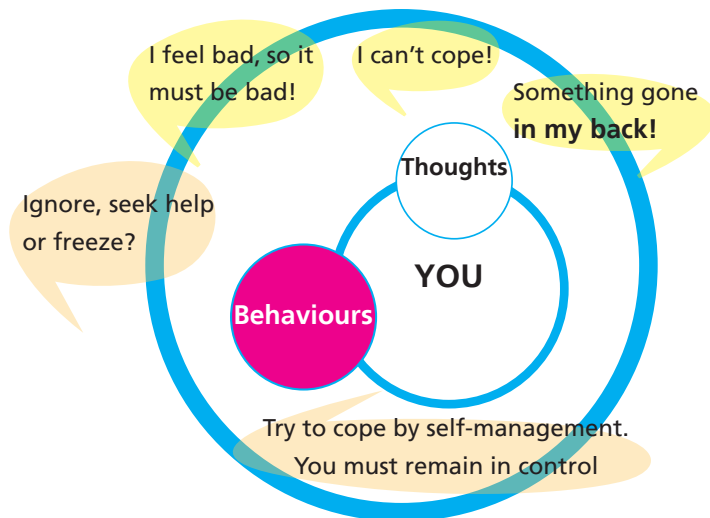 I feel bad, so it
must be bad!
I can't cope!
Something gone
in my back!
Thoughts
Ignore, seek help
or freeze?
YOU
Behaviours
Try to cope by self-management.
You must remain in control